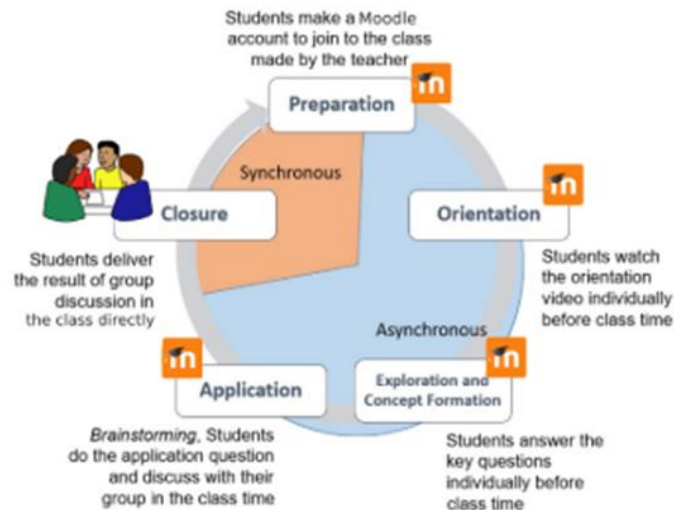 Students make a Moodle
account to join to the class
made by the teacher
Preparation
Synchronous
Closure
Orientation
Students deliver
the result of group
discussion in
the class directly
Students watch
the orientation
video individually
before class time
Asynchronous
Application
Exploration and
Concept Formation
Brainstorming, Students
do the application question
and discuss with their
group in the class time
Students answer the
key questions
individually before
class time